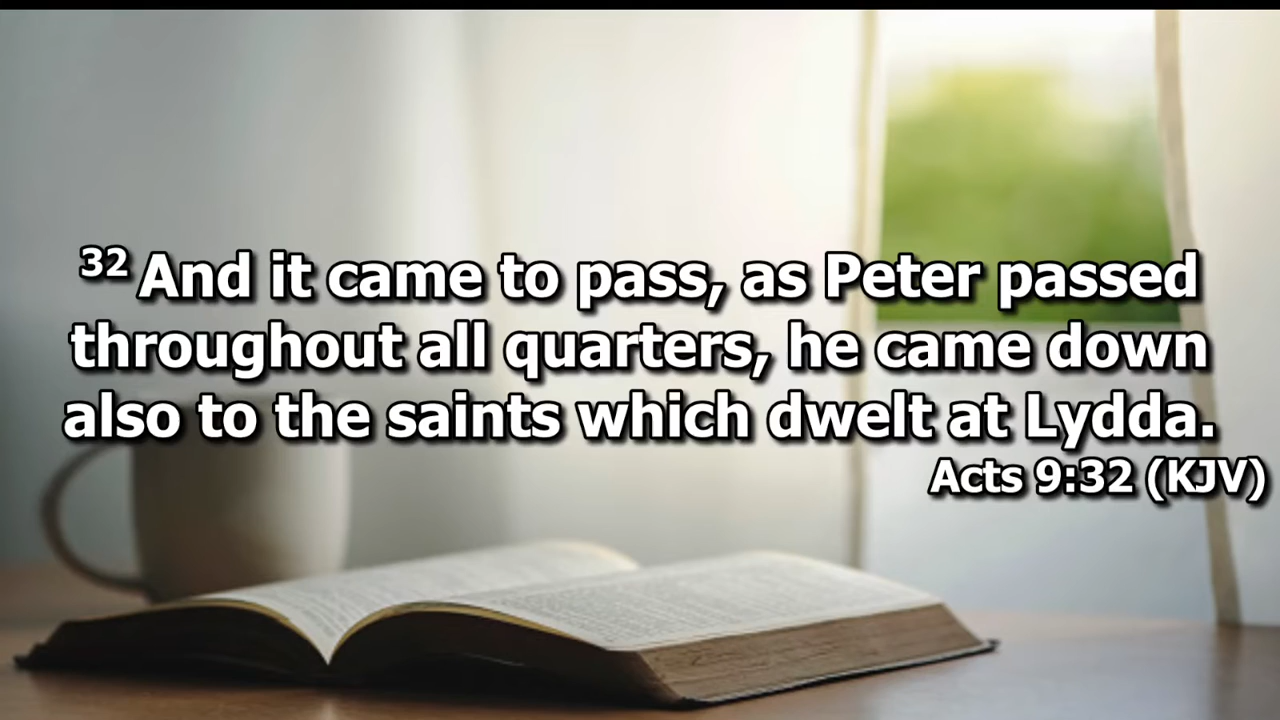 32 And it came to pass, as Peter passed
throughout all quarters, he came down
also to the saints which dwelt at Lydda.
Acts 9:32 (KJV)